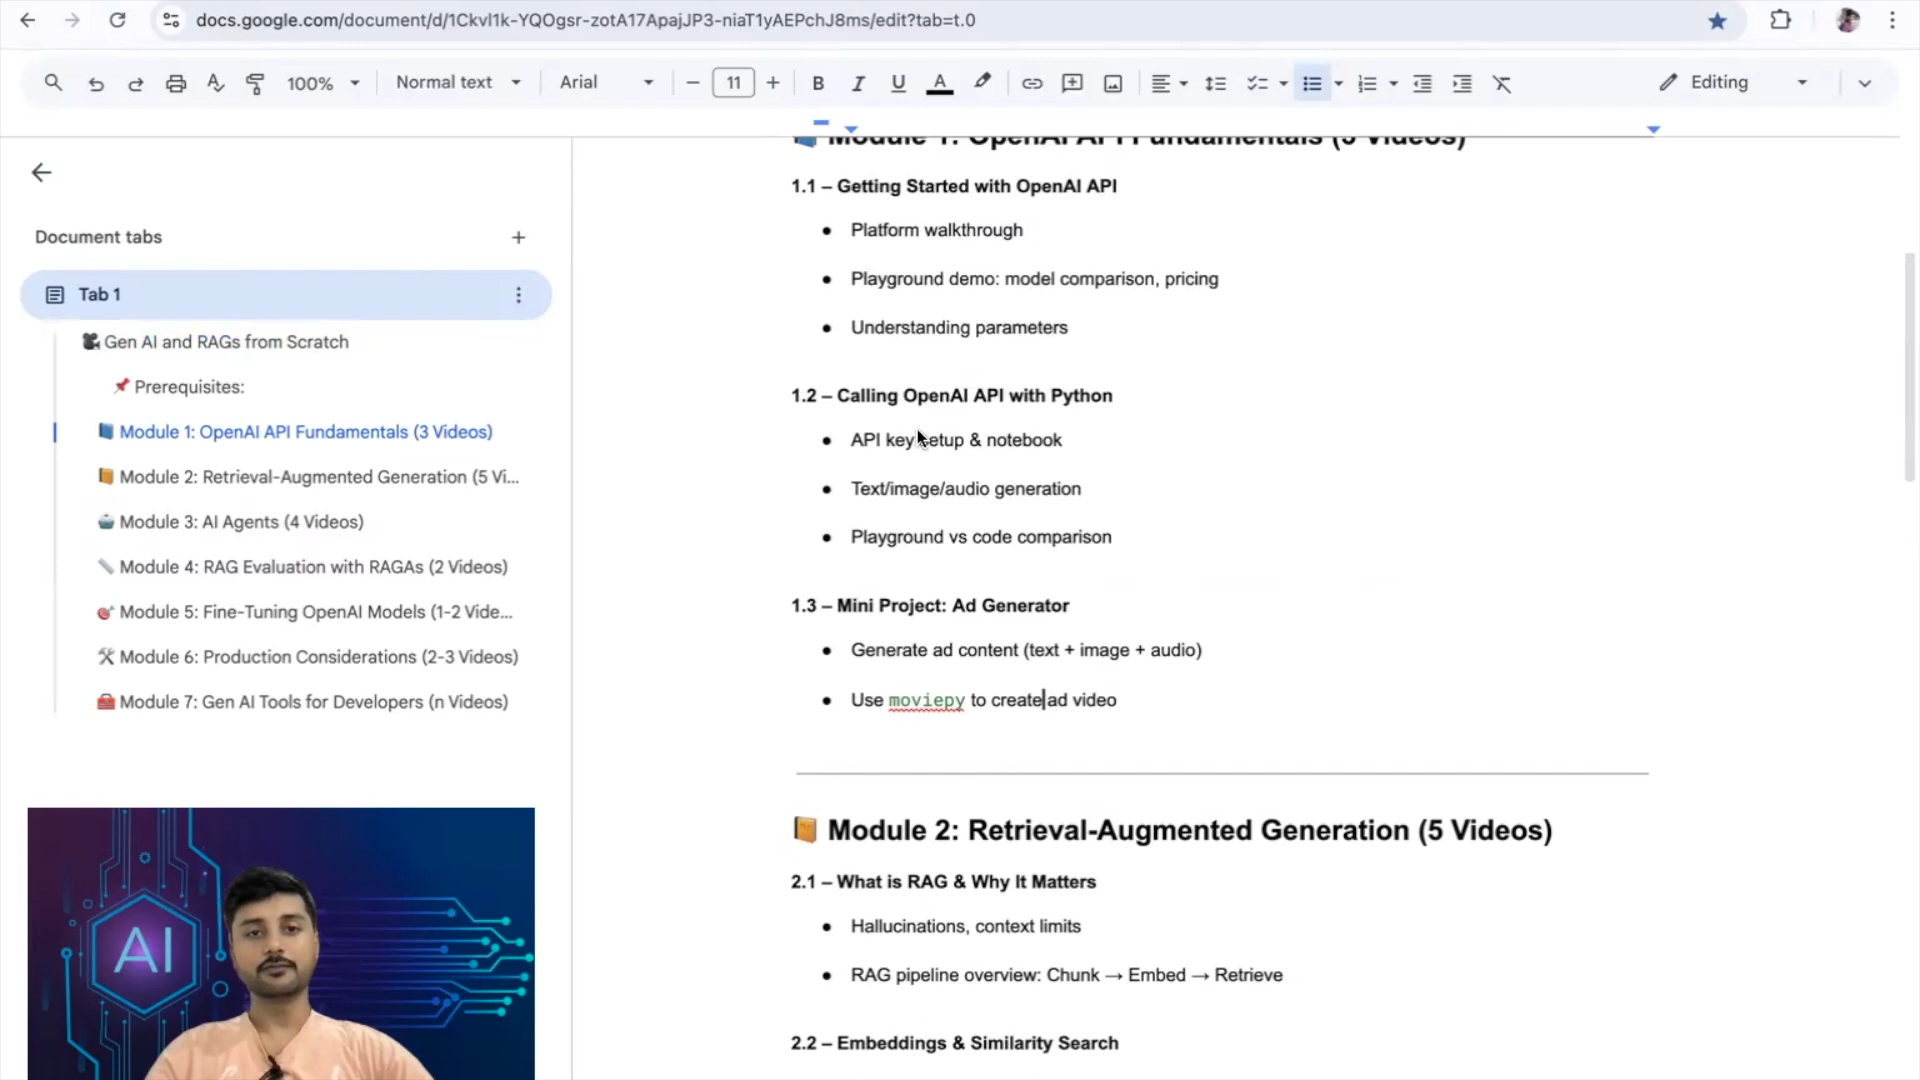 docs.google.com/document/d/1Ckvl1k-YQOgsr-zotA17ApajJP3-niaT1yAEPchJ8ms/edit?tab=t.0
100%
Normal text
Arial
11
B I U A
Editing
Document tabs
Tab 1
Gen AI and RAGs from Scratch
Prerequisites:
Module 1: OpenAI API Fundamentals (3 Videos)
Module 2: Retrieval-Augmented Generation (5 Vi...
Module 3: AI Agents (4 Videos)
Module 4: RAG Evaluation with RAGAs (2 Videos)
Module 5: Fine-Tuning OpenAI Models (1-2 Vide...
Module 6: Production Considerations (2-3 Videos)
Module 7: Gen AI Tools for Developers (n Videos)
AI
Module 1: OpenAI API Fundamentals (3 Videos)
1.1 – Getting Started with OpenAI API
● Platform walkthrough
● Playground demo: model comparison, pricing
● Understanding parameters
1.2 – Calling OpenAI API with Python
● API key setup & notebook
● Text/image/audio generation
● Playground vs code comparison
1.3 – Mini Project: Ad Generator
● Generate ad content (text + image + audio)
● Use moviepy to create ad video
Module 2: Retrieval-Augmented Generation (5 Videos)
2.1 – What is RAG & Why It Matters
● Hallucinations, context limits
● RAG pipeline overview: Chunk → Embed → Retrieve
2.2 – Embeddings & Similarity Search